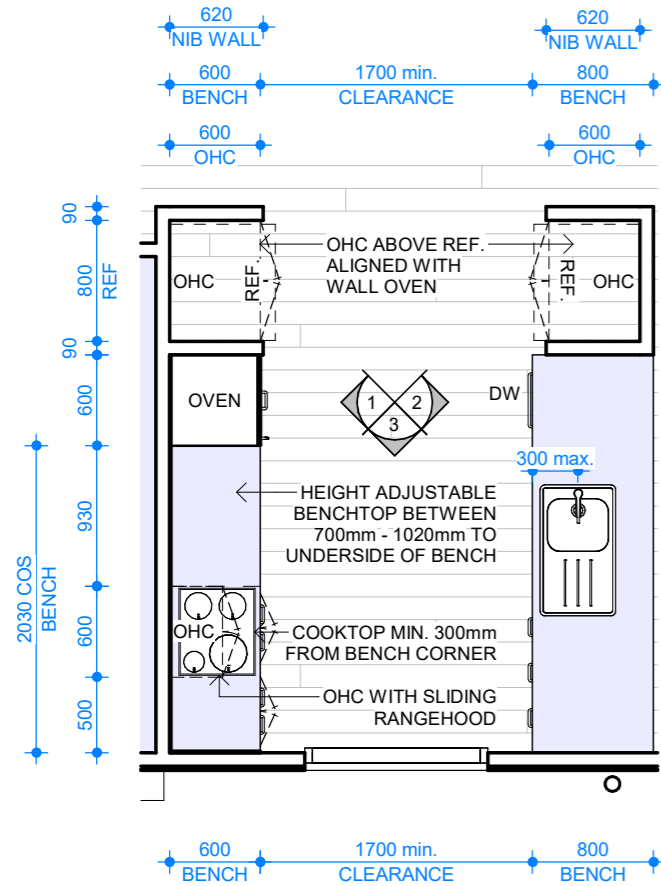 620
NIB WALL
620
NIB WALL
600
BENCH
1700 min.
CLEARANCE
800
BENCH
600
OHC
600
OHC
90
800
REF
90
600
930
2030 COS
BENCH
600
500
OHC
REF.
OHC ABOVE REF.
ALIGNED WITH
WALL OVEN
REF.
OHC
OVEN
1
2
3
DW
300 max.
HEIGHT ADJUSTABLE
BENCHTOP BETWEEN
700mm - 1020mm TO
UNDERSIDE OF BENCH
OHC
COOKTOP MIN. 300mm
FROM BENCH CORNER
OHC WITH SLIDING
RANGEHOOD
600
BENCH
1700 min.
CLEARANCE
800
BENCH